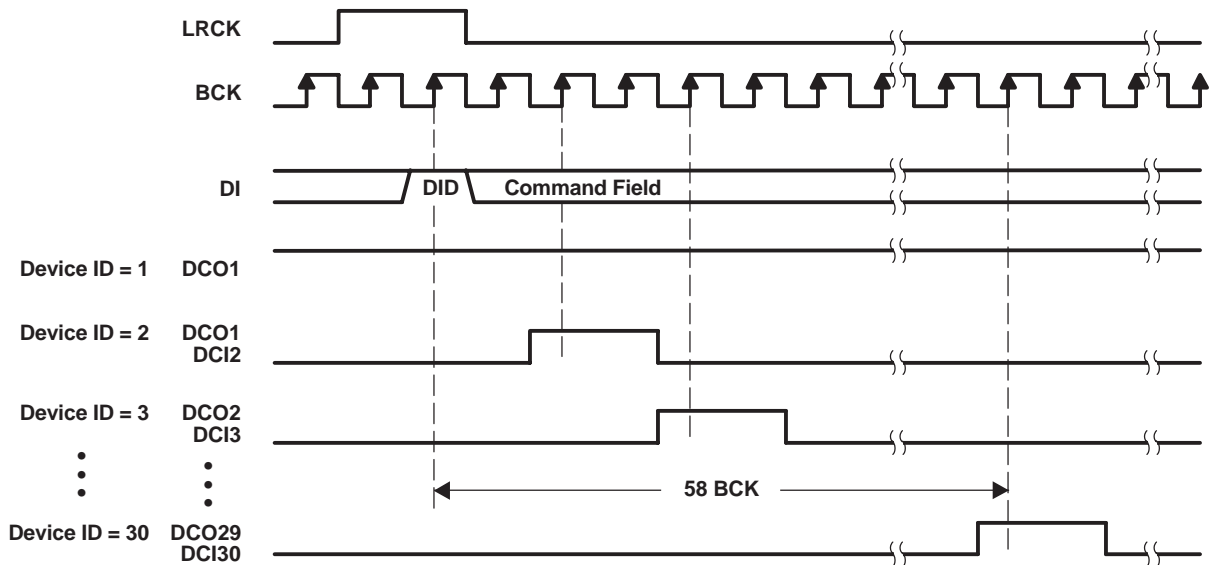 LRCK
BCK
DI
DID
Command Field
Device ID = 1 DCO1
Device ID = 2 DCO1
DCI2
Device ID = 3 DCO2
DCI3
58 BCK
Device ID = 30 DCO29
DCI30